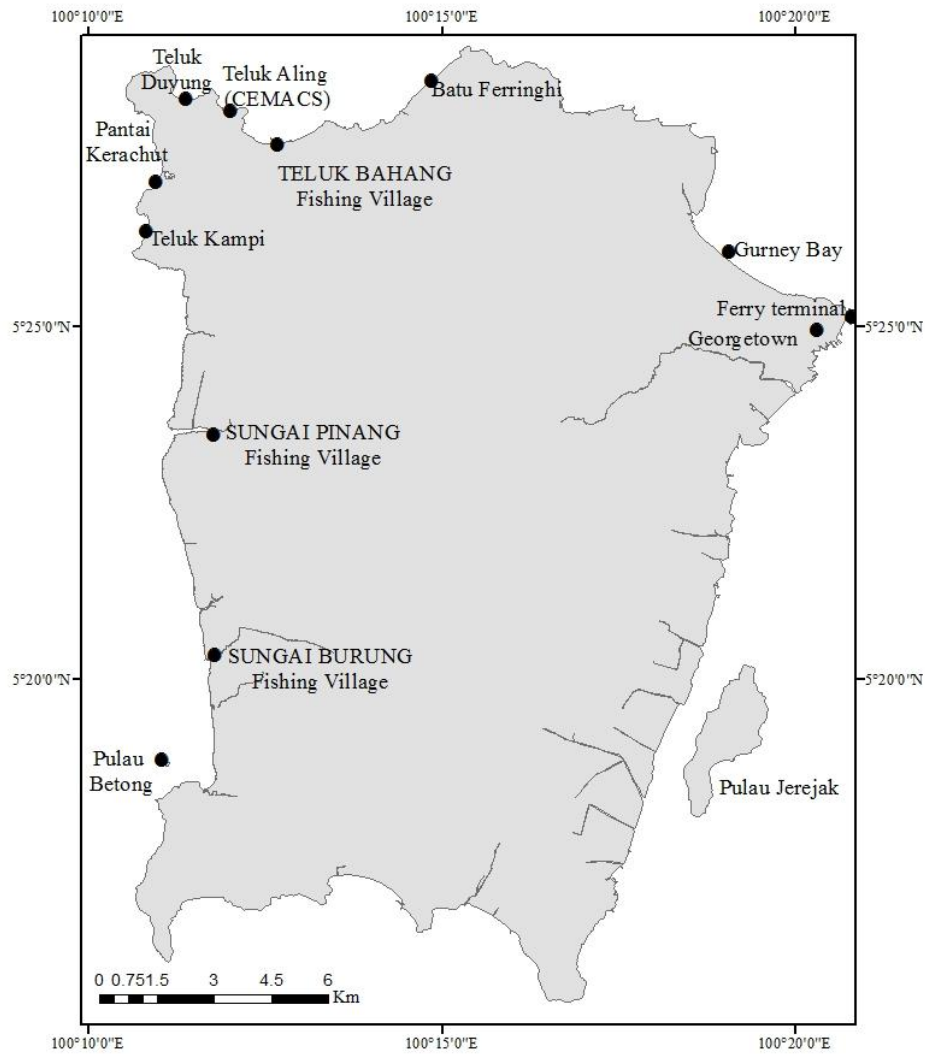 100°10'0"E 100°15'0"E 100°20'0"E
Teluk
Duyung
Teluk Aling
(CEMACS)
Batu Ferringhi
Pantai
Kerachut
TELUK BAHANG
Fishing Village
Teluk Kampi
Gurney Bay
Ferry terminal
5°25'0"N 5°25'0"N
Georgetown
SUNGAI PINANG
Fishing Village
SUNGAI BURUNG
Fishing Village
5°20'0"N 5°20'0"N
Pulau
Betong
Pulau Jerejak
0 0.751.5 3 4.5 6
Km
100°10'0"E 100°15'0"E 100°20'0"E